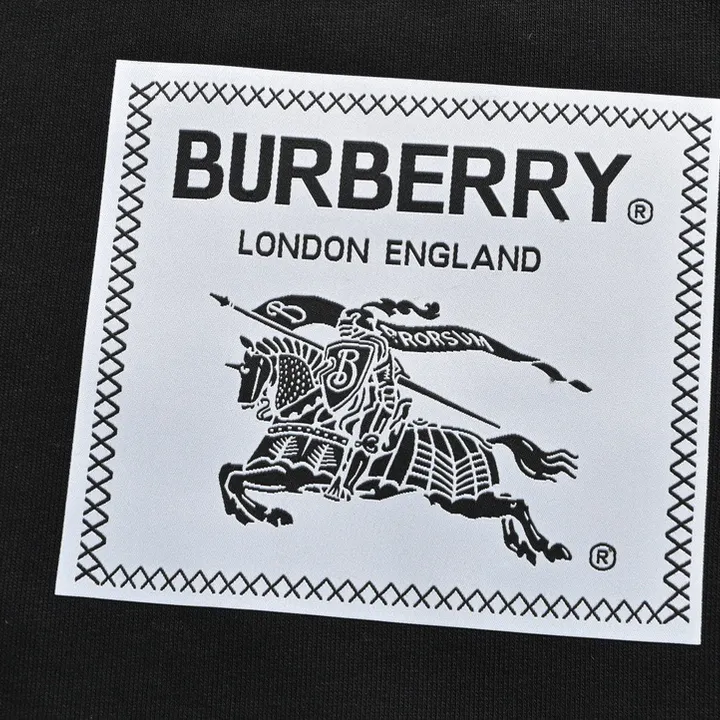 BURBERRY®
LONDON ENGLAND
B
PRORSUM
B
®